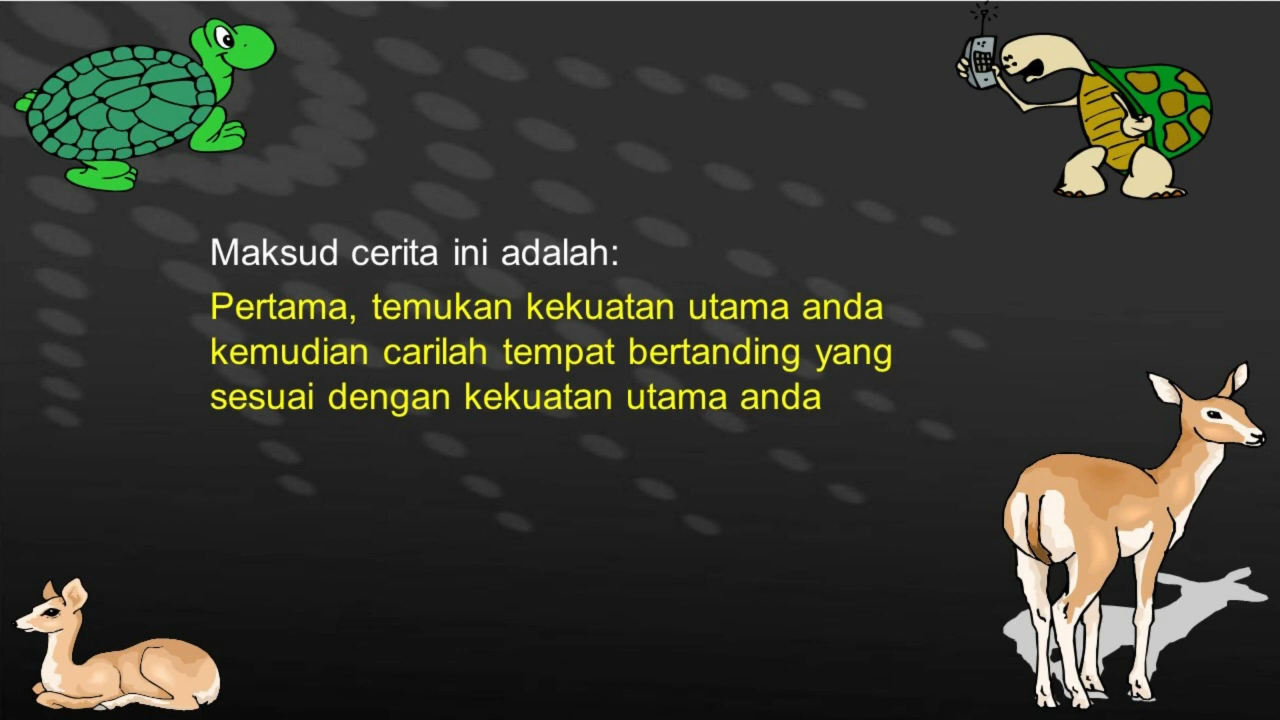 Maksud cerita ini adalah:
Pertama, temukan kekuatan utama anda
kemudian carilah tempat bertanding yang
sesuai dengan kekuatan utama anda